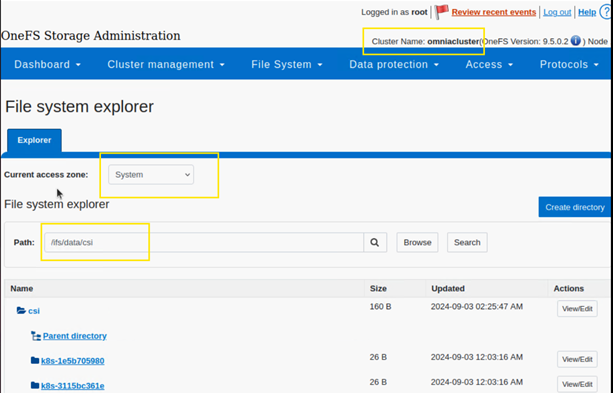 Logged in as root Review recent events Log out Help ?
OneFS Storage Administration
Cluster Name: omniacluster(OneFS Version: 9.5.0.2 i ) Node
Dashboard Cluster management File System Data protection Access Protocols
File system explorer
Explorer
Current access zone: System
File system explorer
Create directory
Path: /ifs/data/csi Browse Search
Name Size Updated Actions
csi 160 B 2024-09-03 02:25:47 AM View/Edit
Parent directory
k8s-1e5b705980 26 B 2024-09-03 12:03:16 AM View/Edit
k8s-3115bc361e 26 B 2024-09-03 12:03:16 AM View/Edit